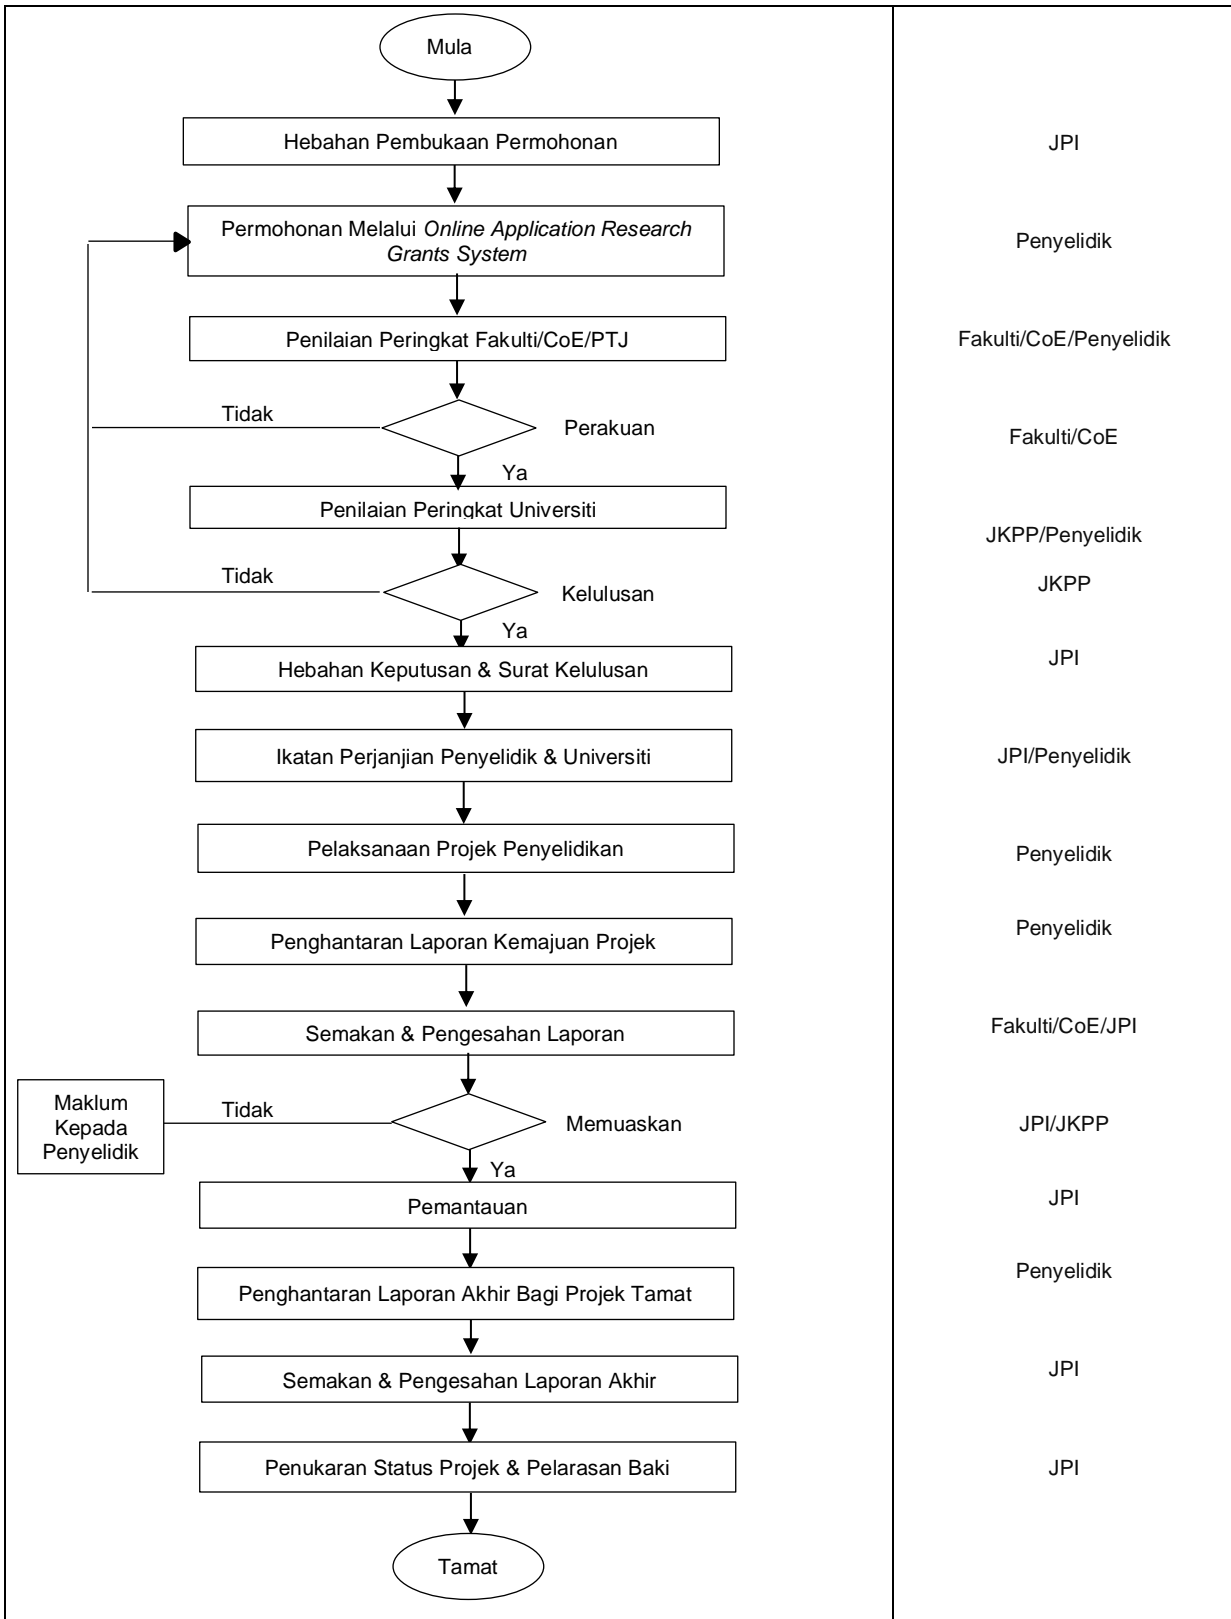 Mula
Hebahan Pembukaan Permohonan
JPI
Permohonan Melalui Online Application Research
Grants System
Penyelidik
Penilaian Peringkat Fakulti/CoE/PTJ
Fakulti/CoE/Penyelidik
Tidak
Perakuan
Fakulti/CoE
Ya
Penilaian Peringkat Universiti
JKPP/Penyelidik
Tidak
Kelulusan
JKPP
Ya
Hebahan Keputusan & Surat Kelulusan
JPI
Ikatan Perjanjian Penyelidik & Universiti
JPI/Penyelidik
Pelaksanaan Projek Penyelidikan
Penyelidik
Penghantaran Laporan Kemajuan Projek
Penyelidik
Semakan & Pengesahan Laporan
Fakulti/CoE/JPI
Maklum
Kepada
Penyelidik
Tidak
Memuaskan
JPI/JKPP
Ya
Pemantauan
JPI
Penghantaran Laporan Akhir Bagi Projek Tamat
Penyelidik
Semakan & Pengesahan Laporan Akhir
JPI
Penukaran Status Projek & Pelarasan Baki
JPI
Tamat